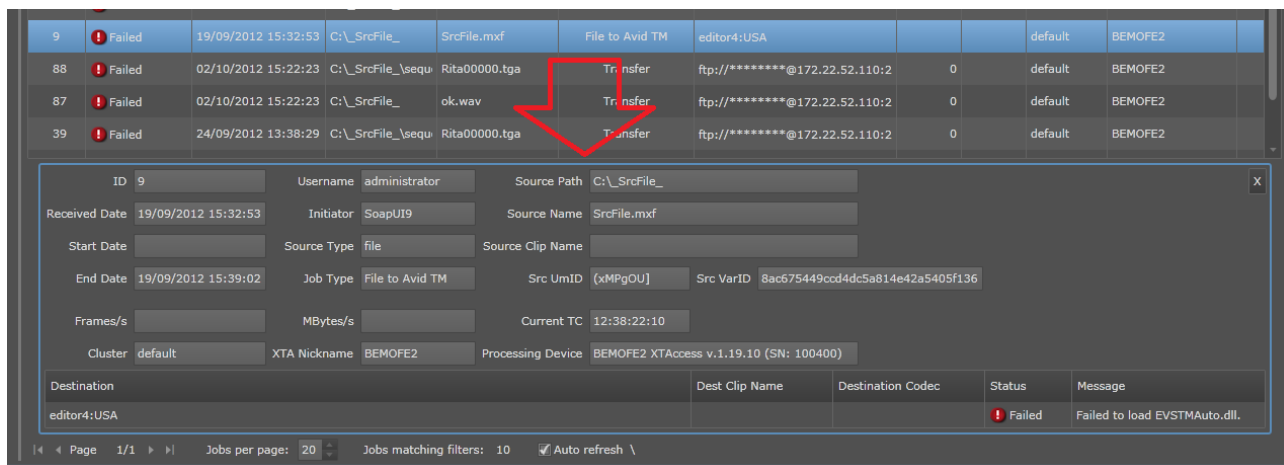 9 Failed 19/09/2012 15:32:53 C:\_SrcFile_ SrcFile.mxf File to Avid TM editor4:USA default BEMOFE2
88 Failed 02/10/2012 15:22:23 C:\_SrcFile_\sequ Rita00000.tga Transfer ftp://********@172.22.52.110:2 0 default BEMOFE2
87 Failed 02/10/2012 15:22:23 C:\_SrcFile_ ok.wav Transfer ftp://********@172.22.52.110:2 0 default BEMOFE2
39 Failed 24/09/2012 13:38:29 C:\_SrcFile_\sequ Rita00000.tga Transfer ftp://********@172.22.52.110:2 0 default BEMOFE2
ID 9 Username administrator Source Path C:\_SrcFile_ X
Received Date 19/09/2012 15:32:53 Initiator SoapUI9 Source Name SrcFile.mxf
Start Date Source Type file Source Clip Name
End Date 19/09/2012 15:39:02 Job Type File to Avid TM Src UmID (xMPgOU] Src VarID 8ac675449ccd4dc5a814e42a5405f136
Frames/s MBytes/s Current TC 12:38:22:10
Cluster default XTA Nickname BEMOFE2 Processing Device BEMOFE2 XTAccess v.1.19.10 (SN: 100400)
Destination Dest Clip Name Destination Codec Status Message
editor4:USA Failed Failed to load EVSTMAuto.dll.
Page 1/1 Jobs per page: 20 Jobs matching filters: 10 Auto refresh \